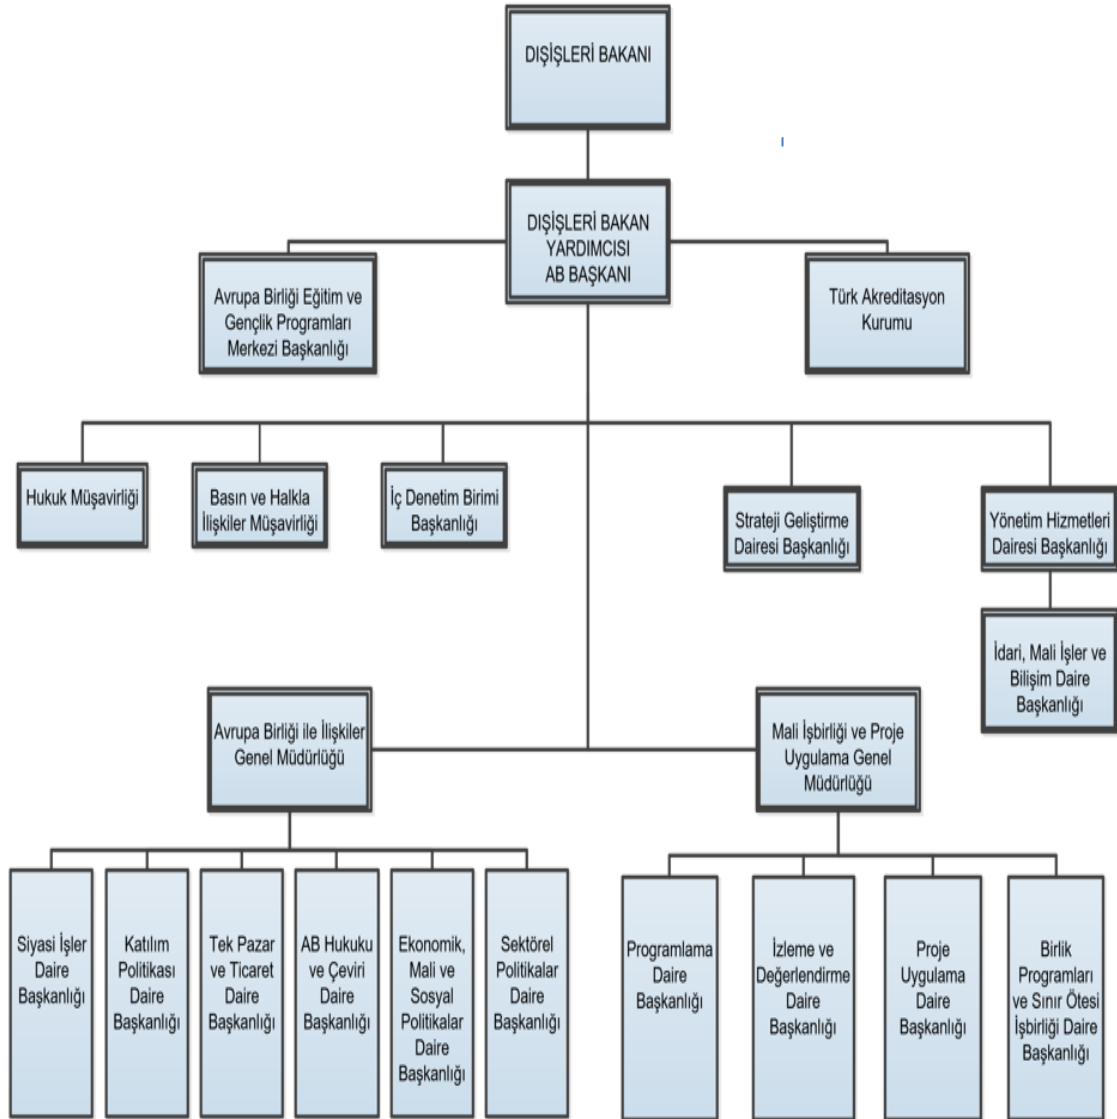 DIŞİŞLERİ BAKANI
DIŞİŞLERİ BAKAN
YARDIMCISI
AB BAŞKANI
Avrupa Birliği Eğitim ve
Gençlik Programları
Merkezi Başkanlığı
Türk Akreditasyon
Kurumu
Hukuk Müşavirliği
Basın ve Halkla
İlişkiler Müşavirliği
İç Denetim Birimi
Başkanlığı
Strateji Geliştirme
Dairesi Başkanlığı
Yönetim Hizmetleri
Dairesi Başkanlığı
İdari, Mali İşler ve
Bilişim Daire
Başkanlığı
Avrupa Birliği ile İlişkiler
Genel Müdürlüğü
Mali İşbirliği ve Proje
Uygulama Genel
Müdürlüğü
Siyasi İşler
Daire
Başkanlığı
Katılım
Politikası
Daire
Başkanlığı
Tek Pazar
ve Ticaret
Daire
Başkanlığı
AB Hukuku
ve Çeviri
Daire
Başkanlığı
Ekonomik,
Mali ve
Sosyal
Politikalar
Daire
Başkanlığı
Sektörel
Politikalar
Daire
Başkanlığı
Programlama
Daire
Başkanlığı
İzleme ve
Değerlendirme
Daire
Başkanlığı
Proje
Uygulama
Daire
Başkanlığı
Birlik
Programları
ve Sınır Ötesi
İşbirliği Daire
Başkanlığı